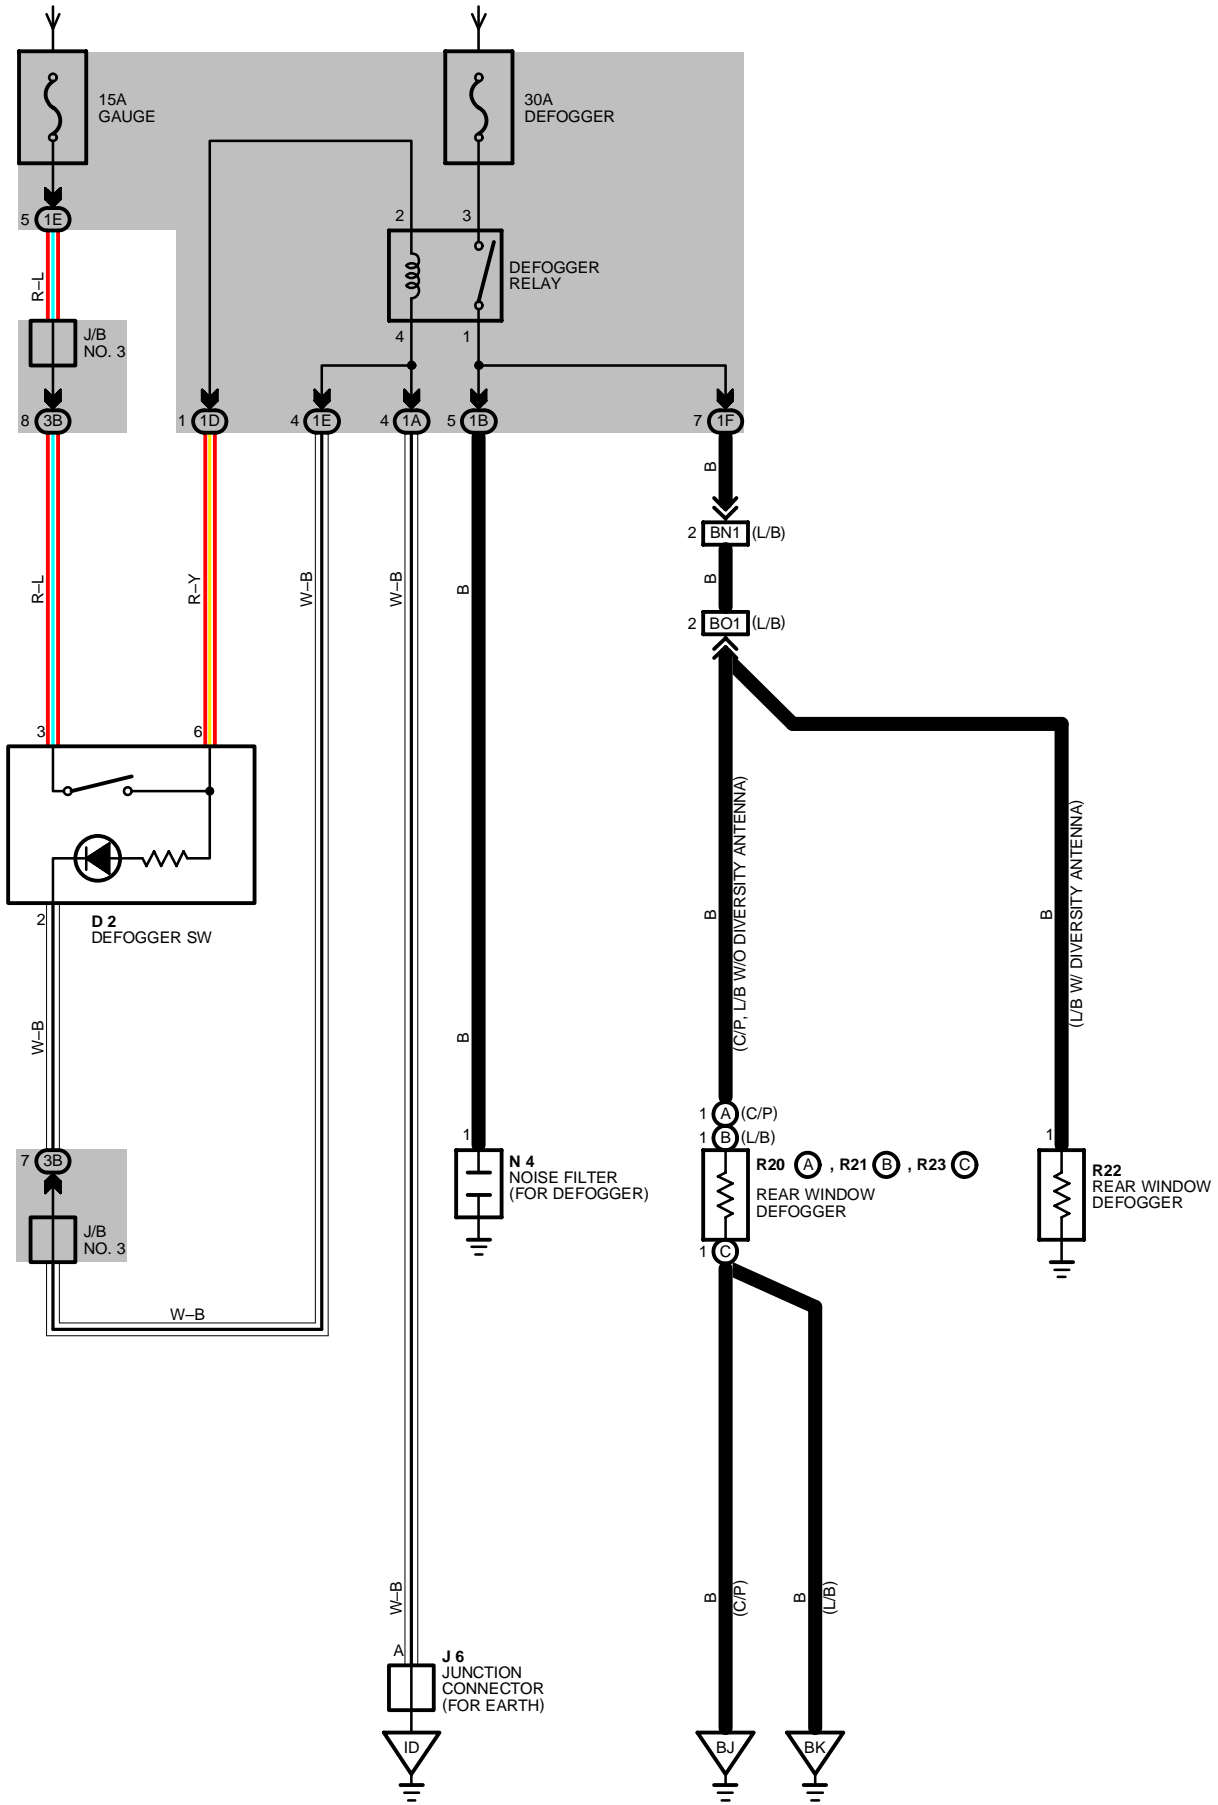 15A
GAUGE
30A
DEFOGGER
5 1E
2 3
DEFOGGER
RELAY
R–L
J/B
NO. 3
4 1
8 3B
1 1D
4 1E
4 1A
5 1B
7 1F
B
2 BN1 (L/B)
R–L
R–Y
W–B
W–B
B
B
2 BO1 (L/B)
3 6
(C/P, L/B W/O DIVERSITY ANTENNA)
(L/B W/ DIVERSITY ANTENNA)
B
B
2
D 2
DEFOGGER SW
W–B
B
1 A (C/P)
1 B (L/B)
7 3B
1
N 4
NOISE FILTER
(FOR DEFOGGER)
R20 A , R21 B , R23 C
REAR WINDOW
DEFOGGER
1
R22
REAR WINDOW
DEFOGGER
J/B
NO. 3
1 C
W–B
W–B
B
(C/P)
B
(L/B)
A
J 6
JUNCTION
CONNECTOR
(FOR EARTH)
ID
BJ
BK